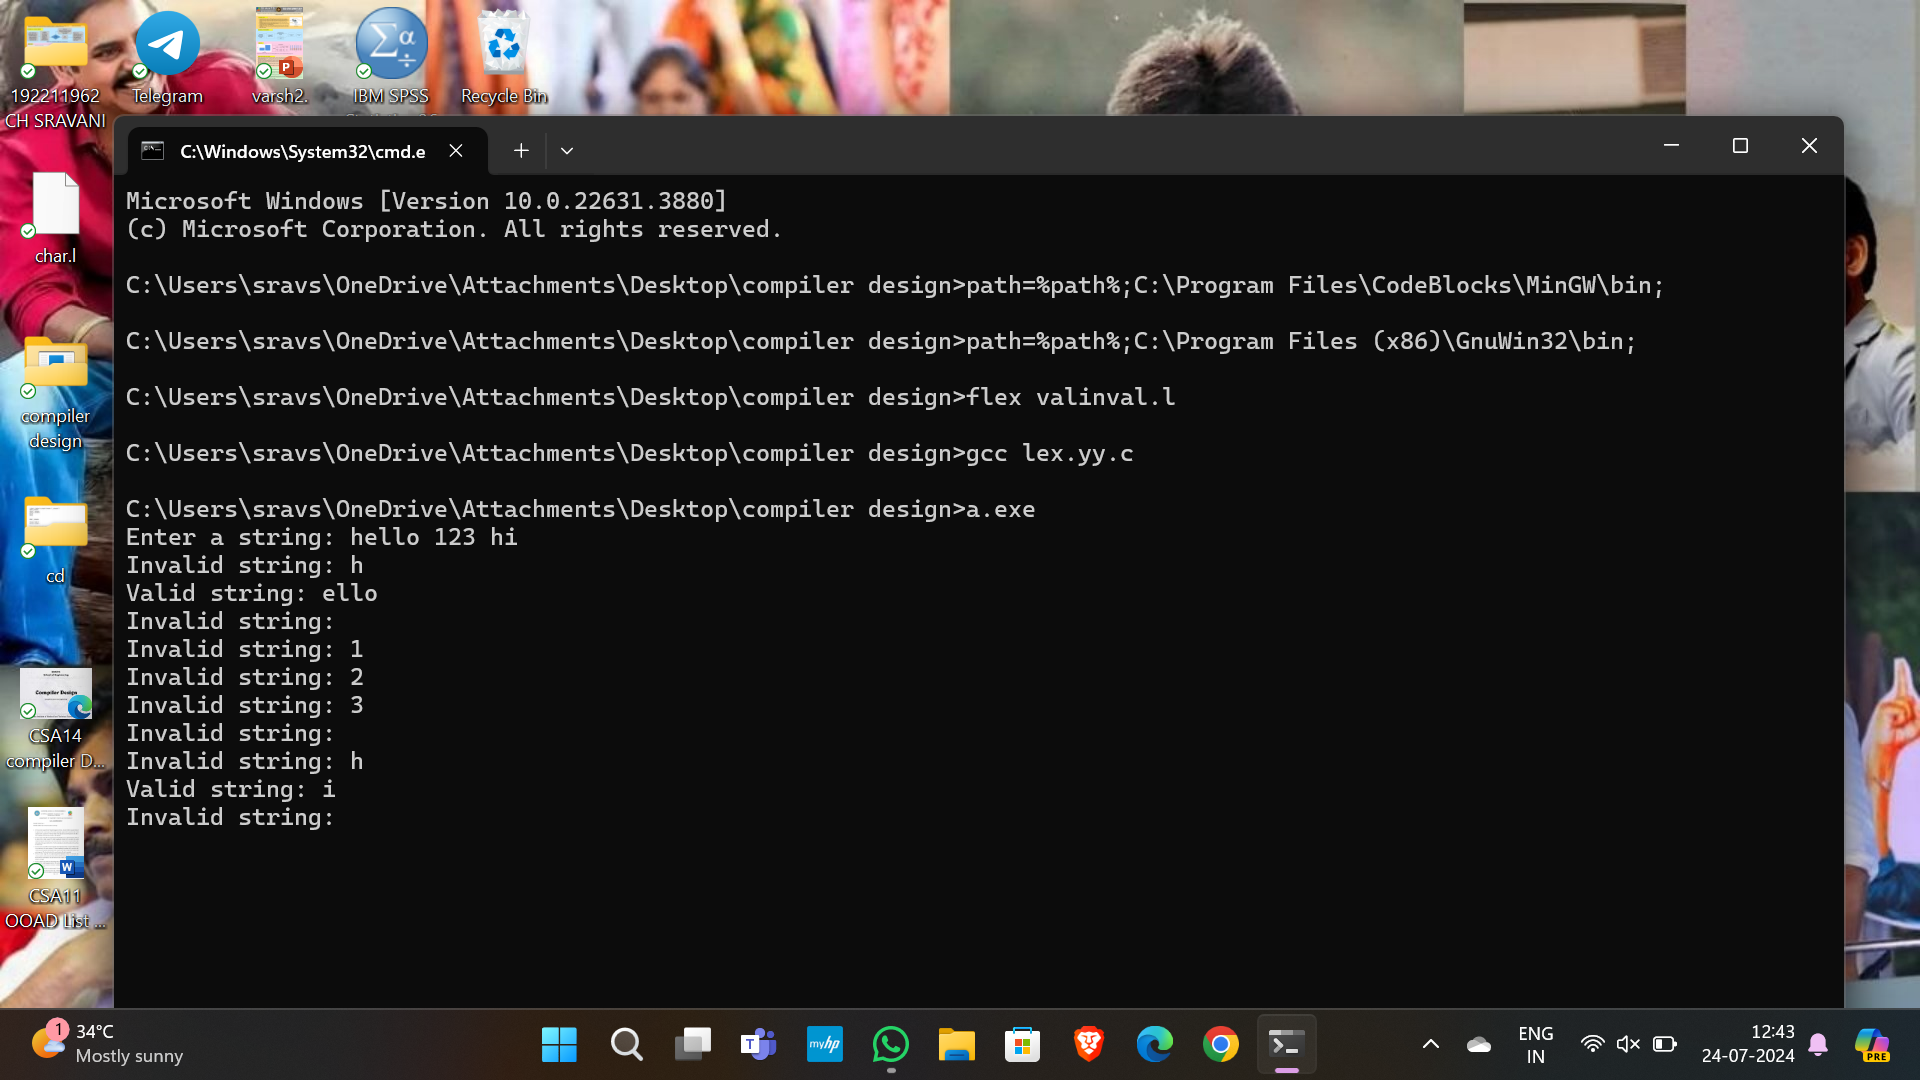 192211962
CH SRAVANI
Telegram
varsh2.
IBM SPSS
Recycle Bin
char.l
compiler
design
cd
CSA14
compiler D...
CSA11
OOAD List ...
C:\Windows\System32\cmd.e
Microsoft Windows [Version 10.0.22631.3880]
(c) Microsoft Corporation. All rights reserved.
C:\Users\sravs\OneDrive\Attachments\Desktop\compiler design>path=%path%;C:\Program Files\CodeBlocks\MinGW\bin;
C:\Users\sravs\OneDrive\Attachments\Desktop\compiler design>path=%path%;C:\Program Files (x86)\GnuWin32\bin;
C:\Users\sravs\OneDrive\Attachments\Desktop\compiler design>flex valinval.l
C:\Users\sravs\OneDrive\Attachments\Desktop\compiler design>gcc lex.yy.c
C:\Users\sravs\OneDrive\Attachments\Desktop\compiler design>a.exe
Enter a string: hello 123 hi
Invalid string: h
Valid string: ello
Invalid string:
Invalid string: 1
Invalid string: 2
Invalid string: 3
Invalid string:
Invalid string: h
Valid string: i
Invalid string:
1
34°C
Mostly sunny
myhp
ENG
IN
12:43
24-07-2024
PRE